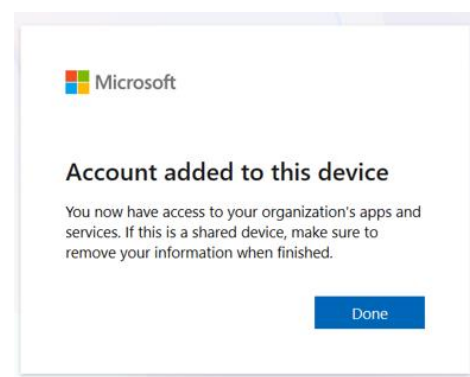 Microsoft
Account added to this device
You now have access to your organization's apps and
services. If this is a shared device, make sure to
remove your information when finished.
Done